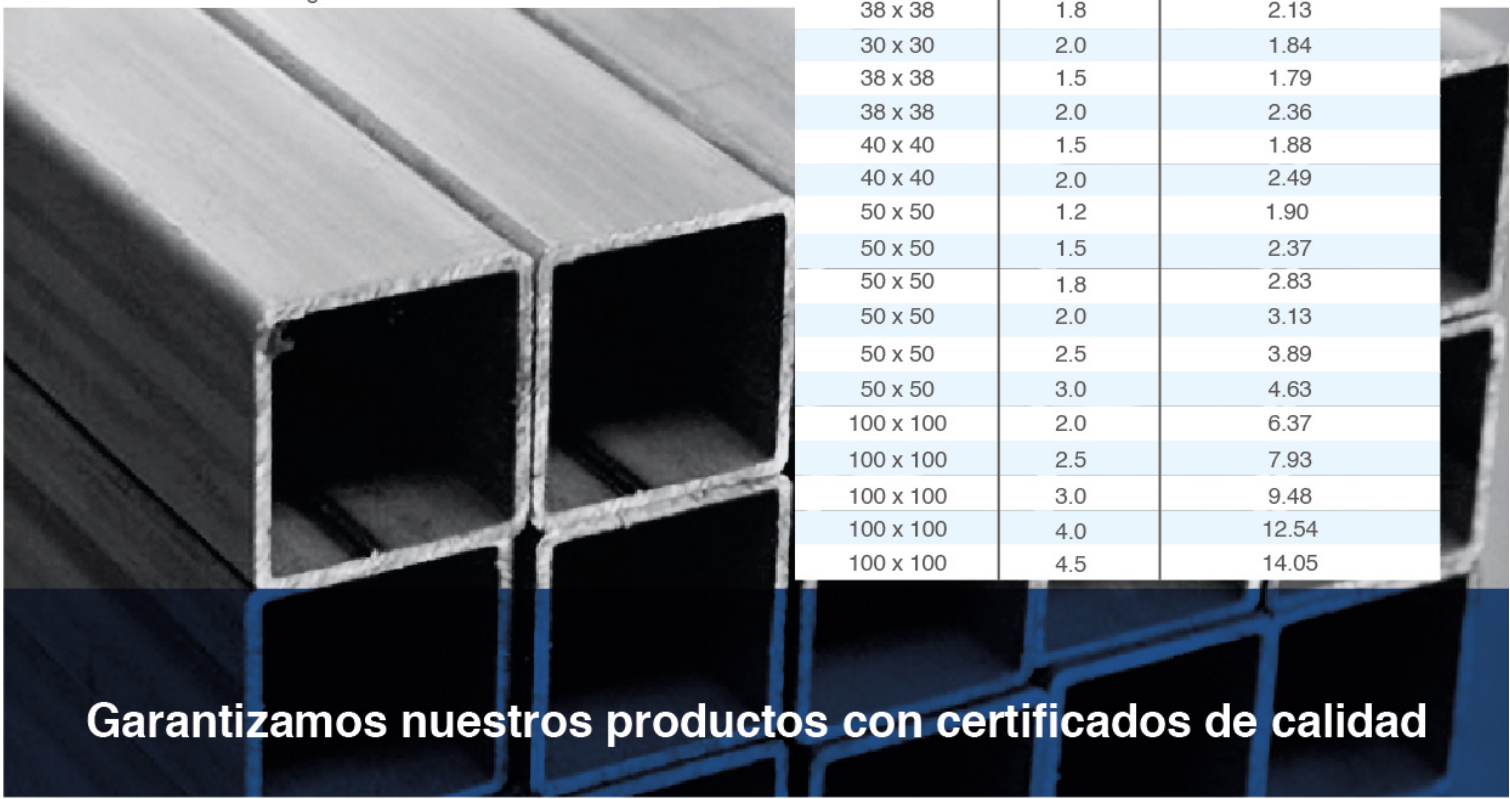 38 x 38 1.8 2.13
30 x 30 2.0 1.84
38 x 38 1.5 1.79
38 x 38 2.0 2.36
40 x 40 1.5 1.88
40 x 40 2.0 2.49
50 x 50 1.2 1.90
50 x 50 1.5 2.37
50 x 50 1.8 2.83
50 x 50 2.0 3.13
50 x 50 2.5 3.89
50 x 50 3.0 4.63
100 x 100 2.0 6.37
100 x 100 2.5 7.93
100 x 100 3.0 9.48
100 x 100 4.0 12.54
100 x 100 4.5 14.05
Garantizamos nuestros productos con certificados de calidad